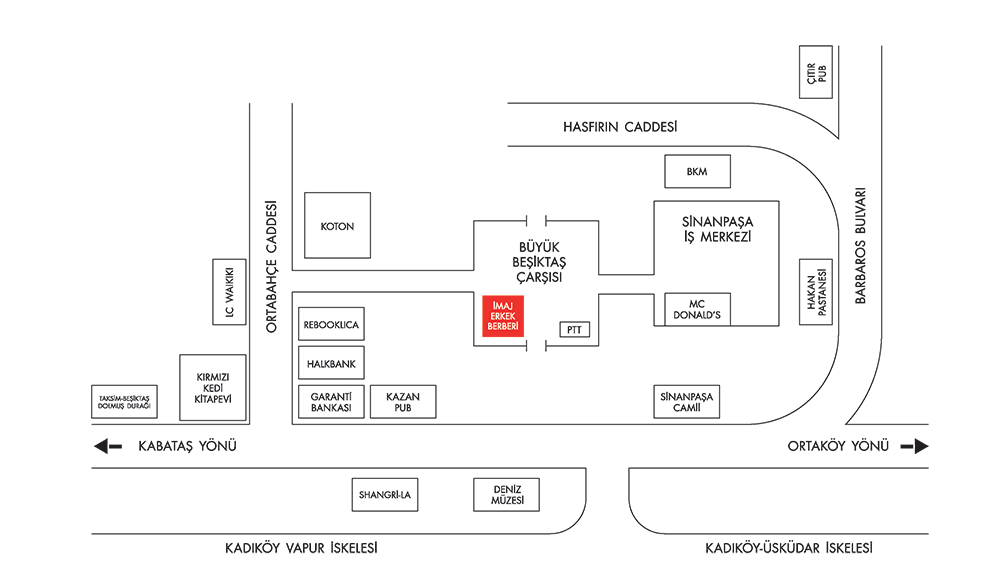 ÇITIR
PUB
HASFIRIN CADDESİ
BKM
KOTON
ORTABAHÇE CADDESİ
LC WAIKIKI
BÜYÜK
BEŞİKTAŞ
ÇARŞISI
SİNANPAŞA
İŞ MERKEZİ
BARBAROS BULVARI
HAKAN
PASTANESİ
İMAJ
ERKEK
BERBERİ
PTT
MC
DONALD'S
REBOOKLICA
HALKBANK
KIRMIZI
KEDİ
KİTAPEVİ
TAKSİM-BEŞİKTAŞ
DOLMUŞ DURAĞI
GARANTİ
BANKASI
KAZAN
PUB
SİNANPAŞA
CAMİİ
KABATAŞ YÖNÜ
ORTAKÖY YÖNÜ
SHANGRI-LA
DENİZ
MÜZESİ
KADIKÖY VAPUR İSKELESİ
KADIKÖY-ÜSKÜDAR İSKELESİ